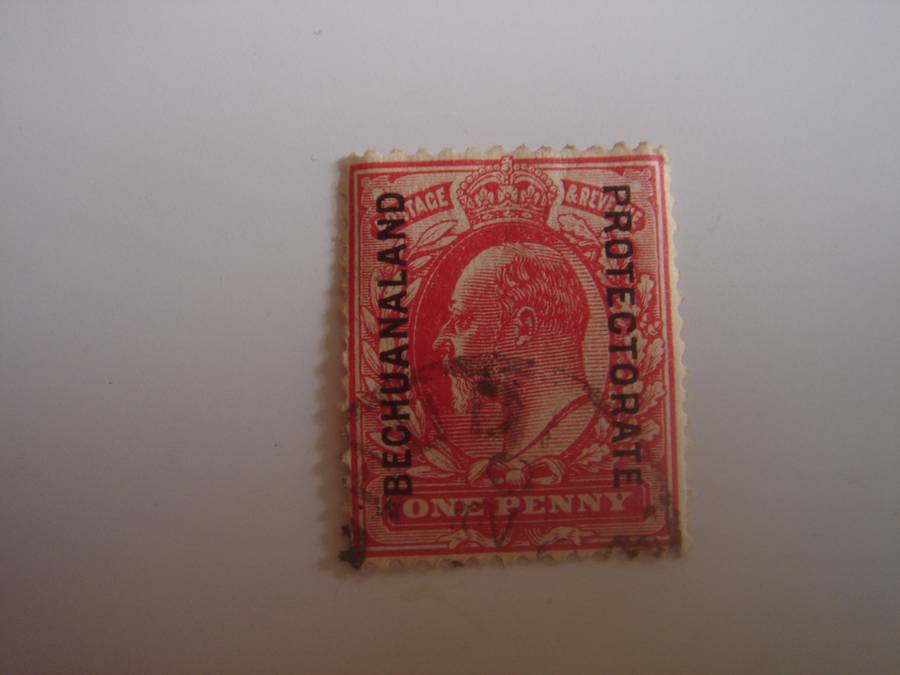 POSTAGE & REVENUE
BECHUANALAND
PROTECTORATE
ONE PENNY